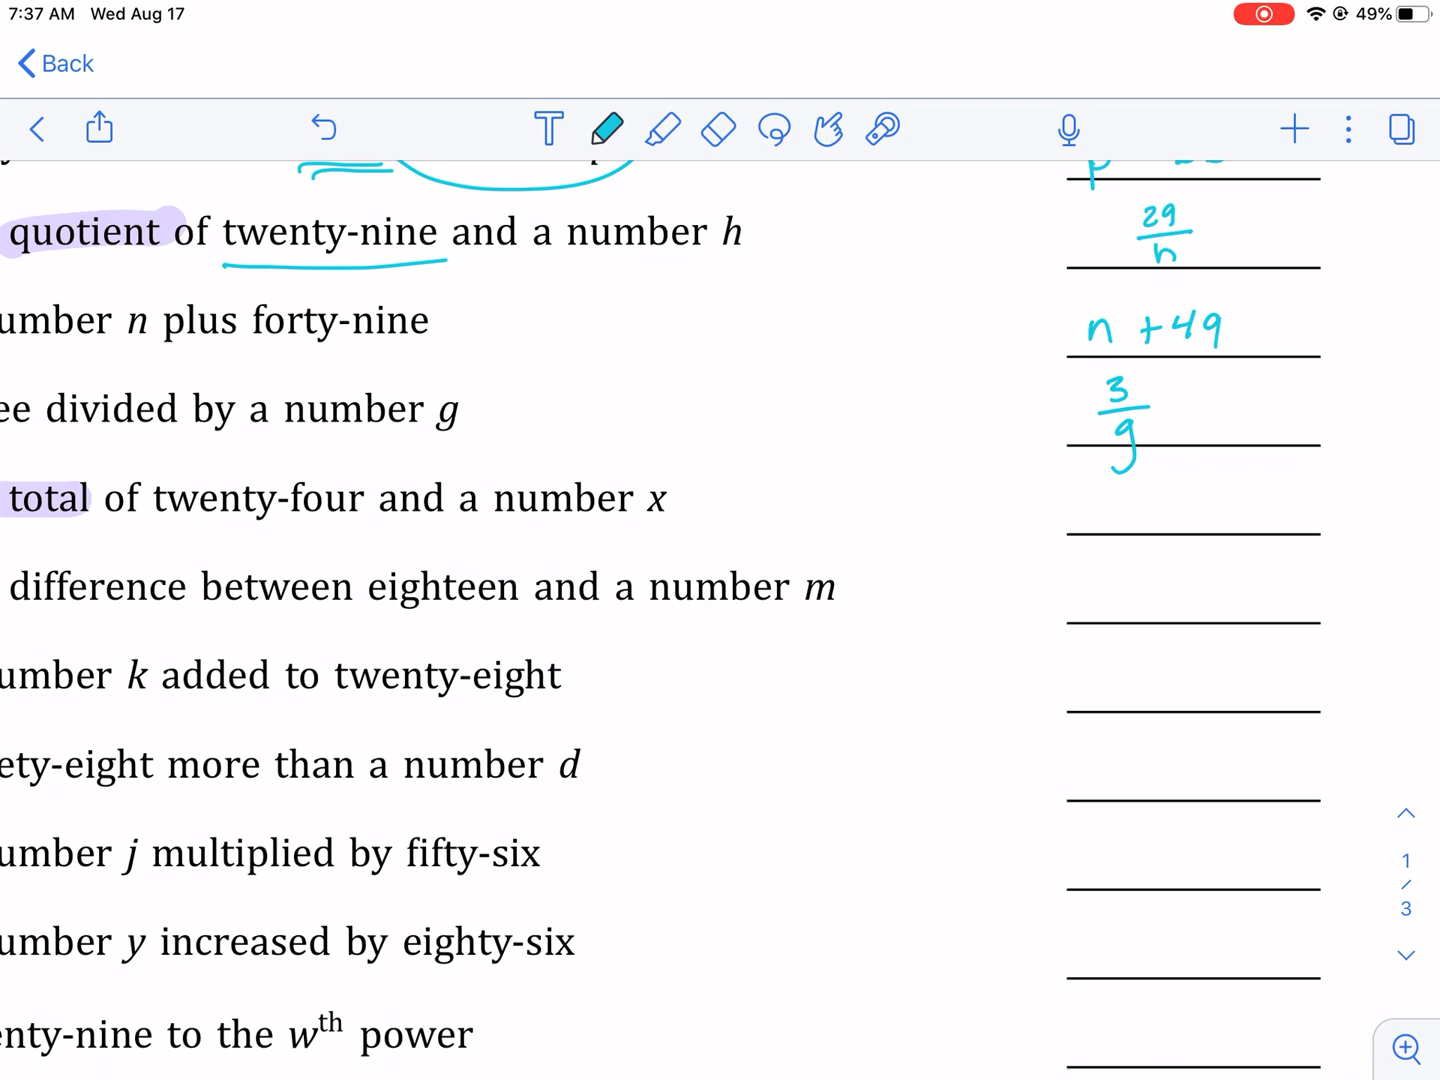 7:37 AM Wed Aug 17 49%
Back
T
quotient of twenty-nine and a number h 29/h
umber n plus forty-nine n + 49
ee divided by a number g 3/g
total of twenty-four and a number x
difference between eighteen and a number m
umber k added to twenty-eight
ety-eight more than a number d
umber j multiplied by fifty-six
1
/
3
umber y increased by eighty-six
enty-nine to the wᵗʰ power